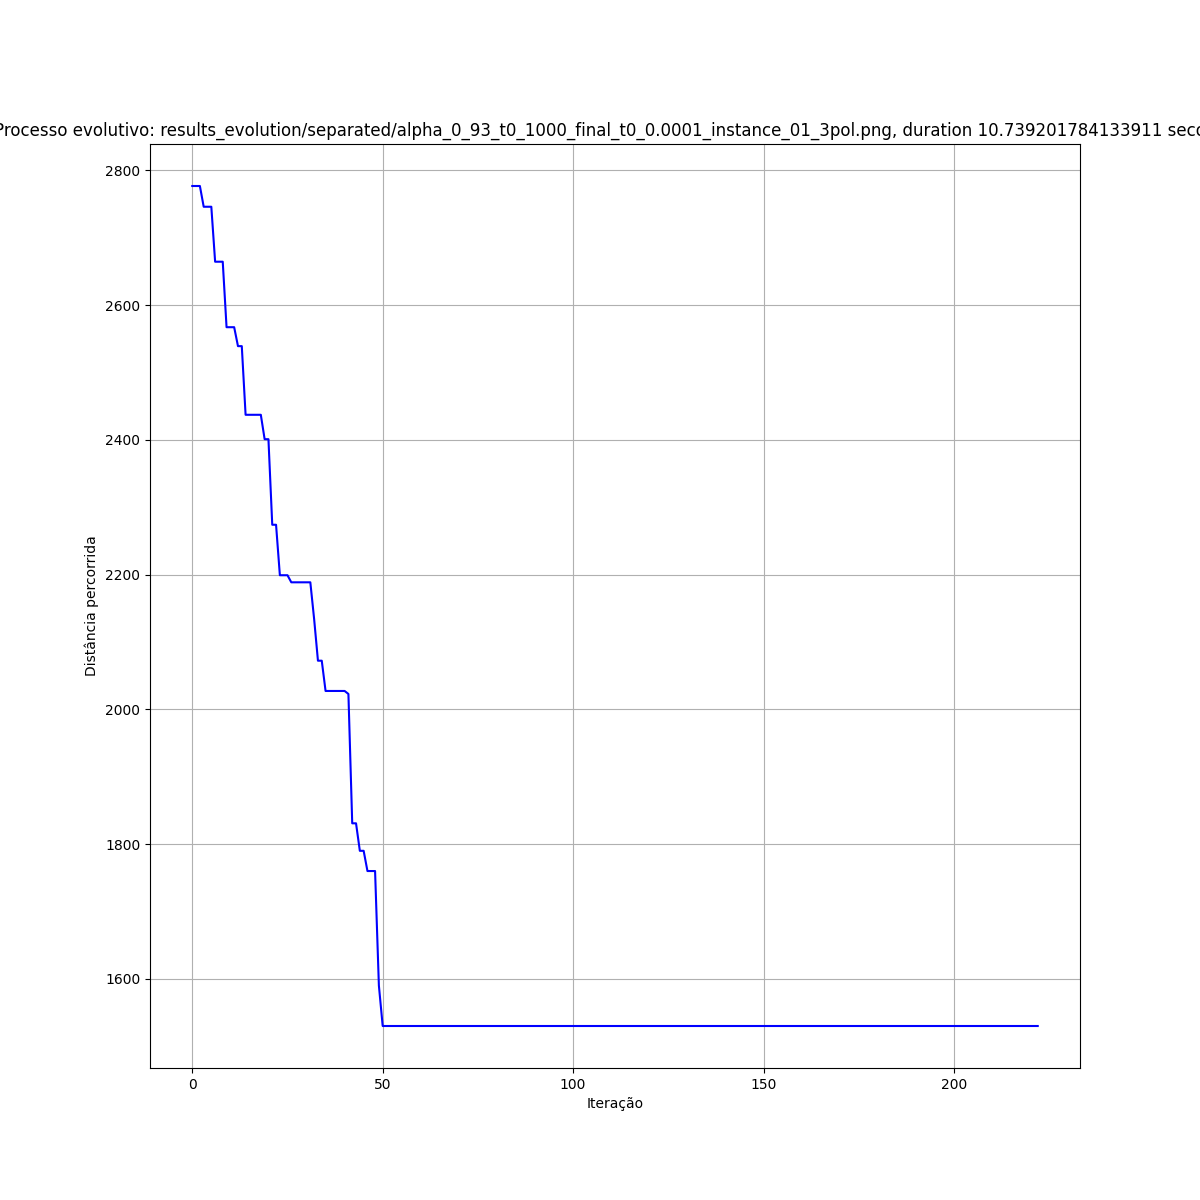 Processo evolutivo: results_evolution/separated/alpha_0_93_t0_1000_final_t0_0.0001_instance_01_3pol.png, duration 10.739201784133911 seco
2800
2600
2400
2200
2000
1800
1600
Distância percorrida
0 50 100 150 200
Iteração